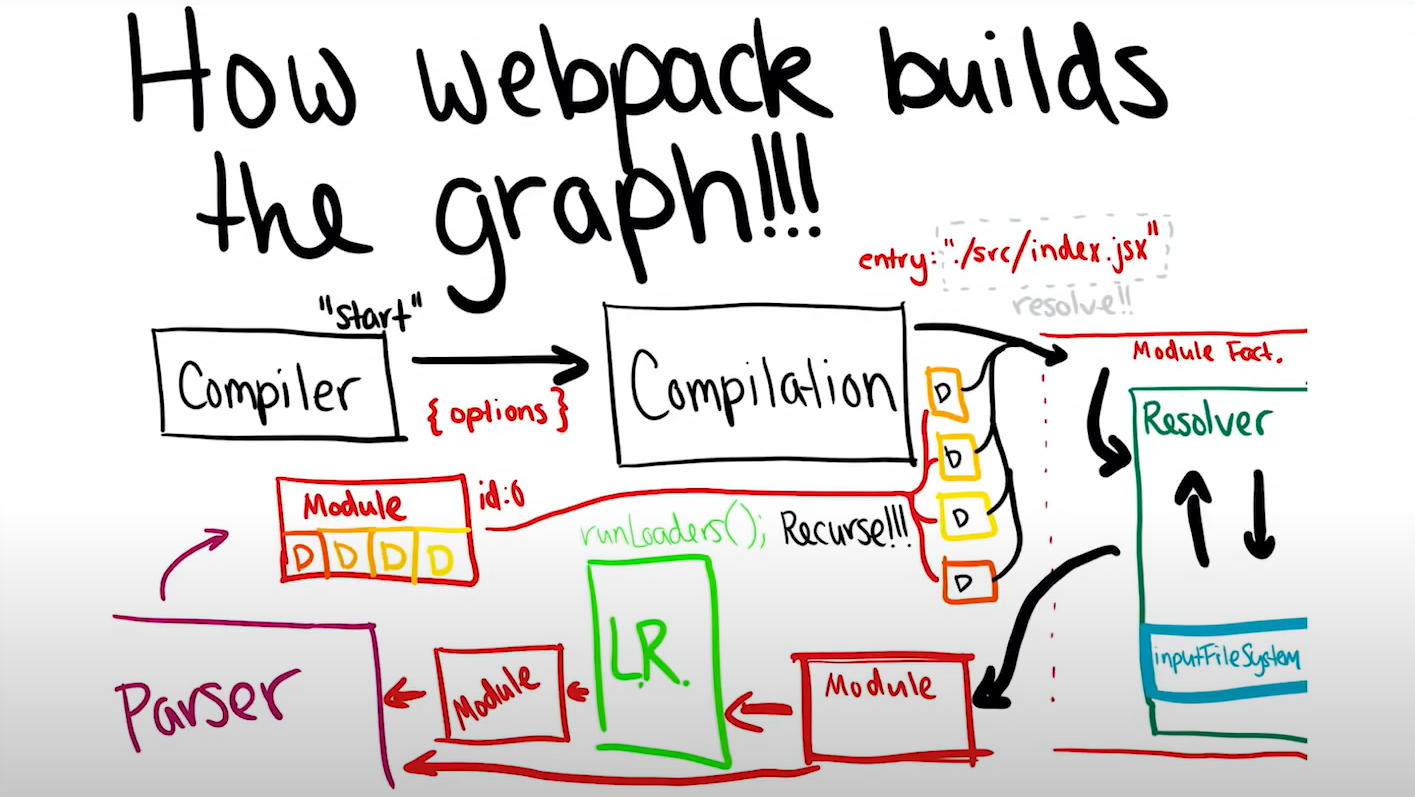 How webpack builds
the graph!!!
entry: "./src/index.jsx"
resolve!!
"start"
Compiler
{ options }
Compilation
Module Fact.
Resolver
inputFileSystem
D
D
D
D
Module
id:0
D D D D
runLoaders();
Recurse!!!
L.R.
Module
Module
Parser